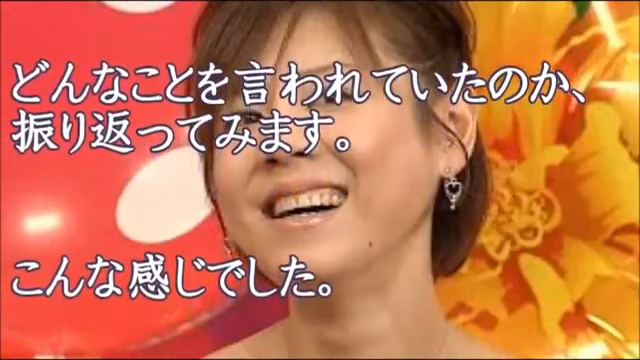 どんなことを言われていたのか、
振り返ってみます。
こんな感じでした。